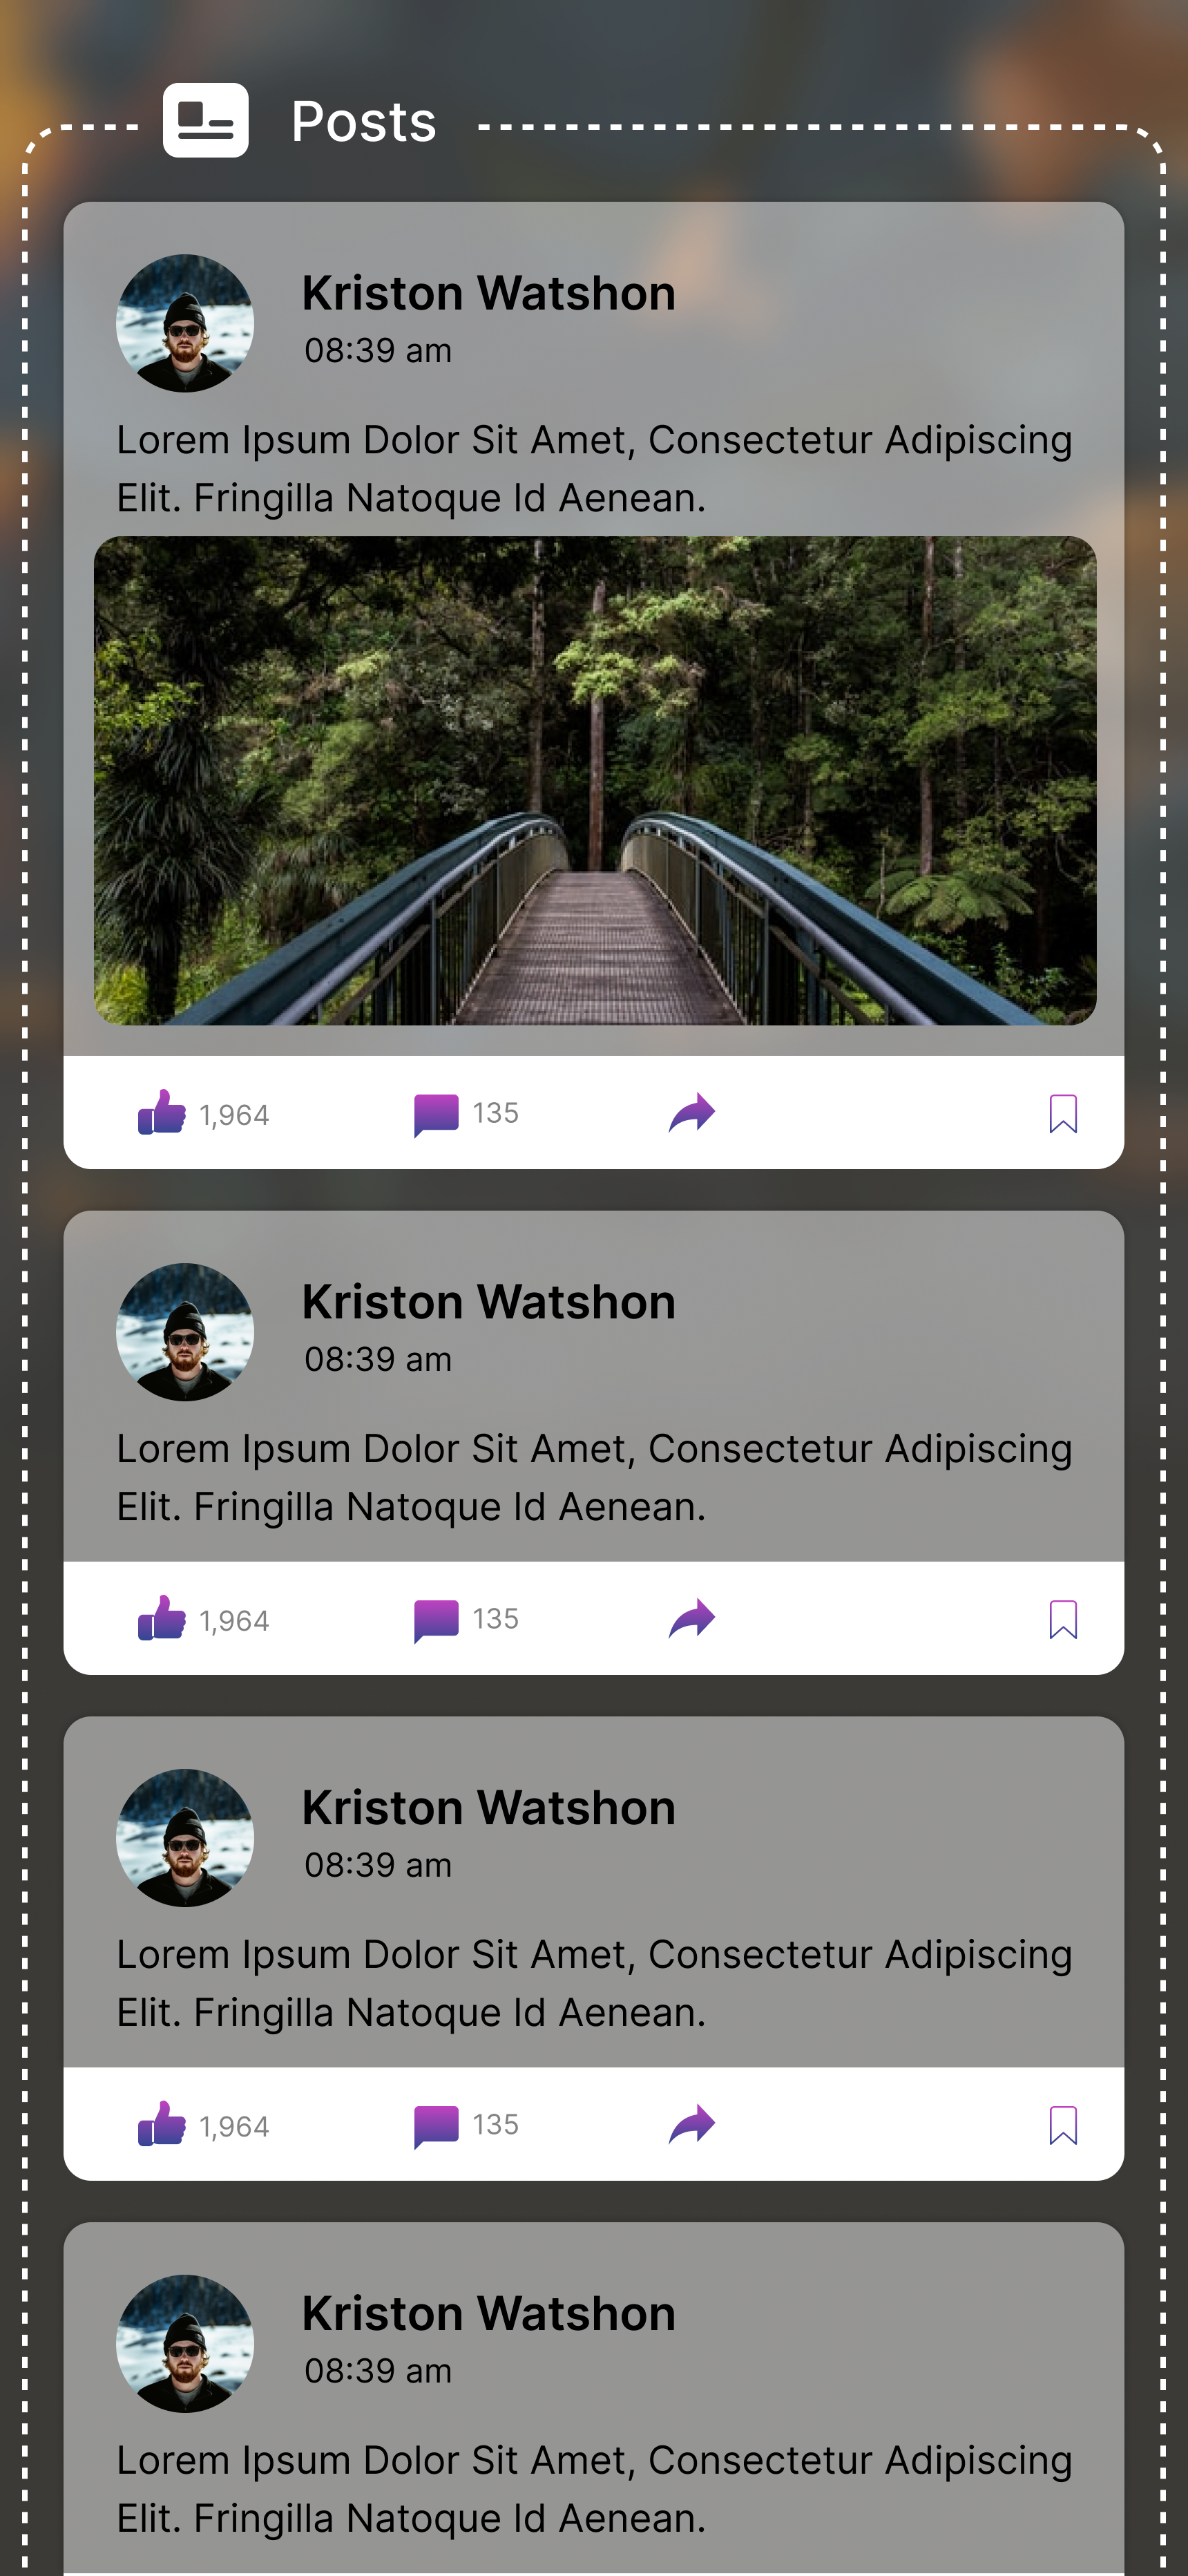 Posts
Kriston Watshon
08:39 am
Lorem Ipsum Dolor Sit Amet, Consectetur Adipiscing
Elit. Fringilla Natoque Id Aenean.
1,964
135
Kriston Watshon
08:39 am
Lorem Ipsum Dolor Sit Amet, Consectetur Adipiscing
Elit. Fringilla Natoque Id Aenean.
1,964
135
Kriston Watshon
08:39 am
Lorem Ipsum Dolor Sit Amet, Consectetur Adipiscing
Elit. Fringilla Natoque Id Aenean.
1,964
135
Kriston Watshon
08:39 am
Lorem Ipsum Dolor Sit Amet, Consectetur Adipiscing
Elit. Fringilla Natoque Id Aenean.